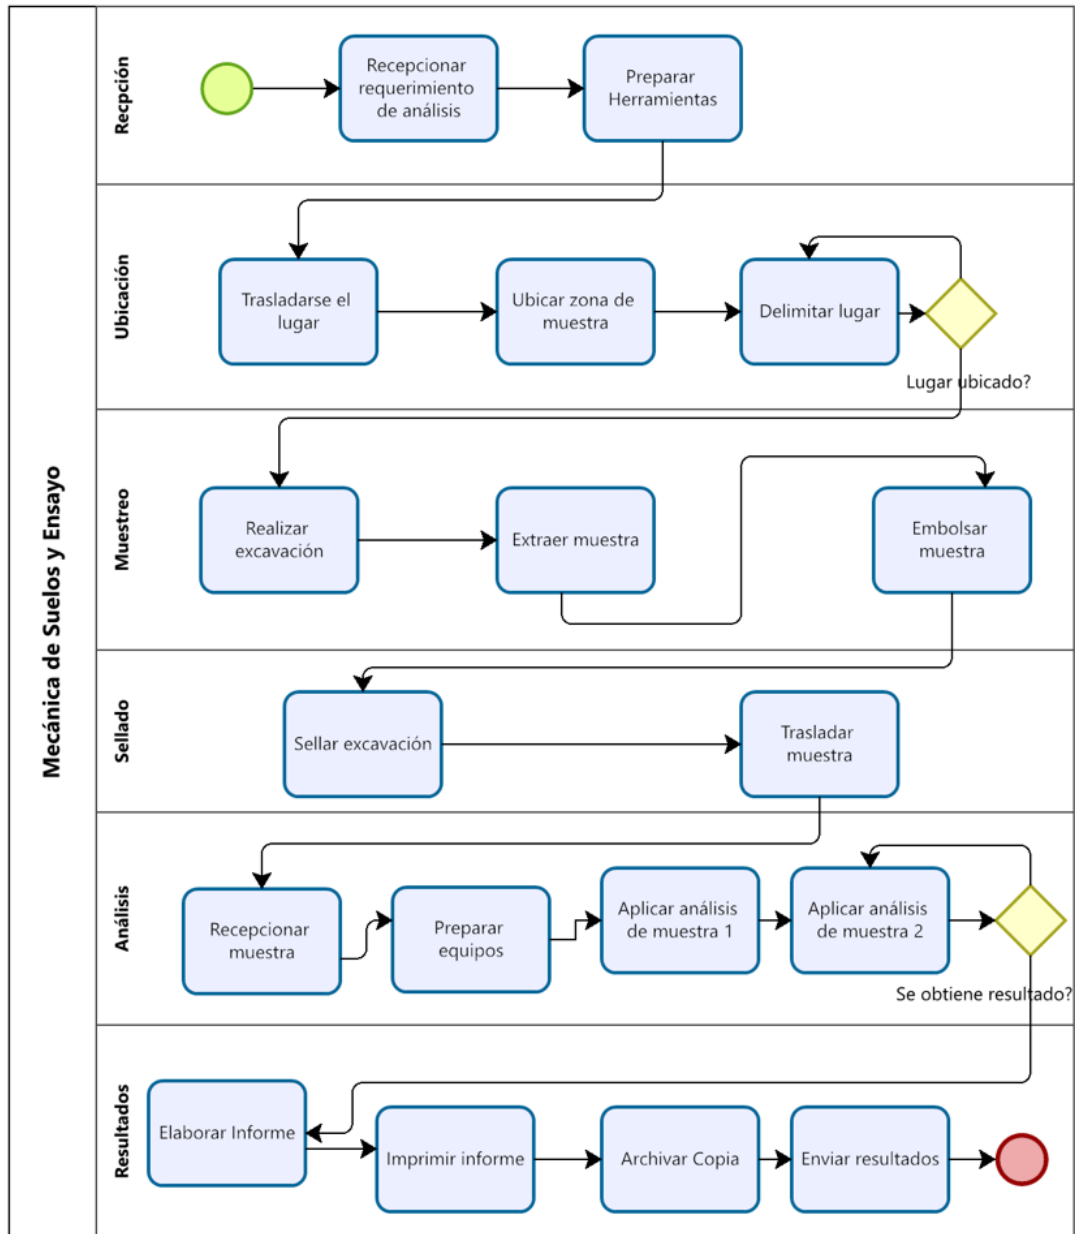 Mecánica de Suelos y Ensayo
Recpción
Recepcionar
requerimiento
de análisis
Preparar
Herramientas
Ubicación
Trasladarse el
lugar
Ubicar zona de
muestra
Delimitar lugar
Lugar ubicado?
Muestreo
Realizar
excavación
Extraer muestra
Embolsar
muestra
Sellado
Sellar excavación
Trasladar
muestra
Análisis
Recepcionar
muestra
Preparar
equipos
Aplicar análisis
de muestra 1
Aplicar análisis
de muestra 2
Se obtiene resultado?
Resultados
Elaborar Informe
Imprimir informe
Archivar Copia
Enviar resultados